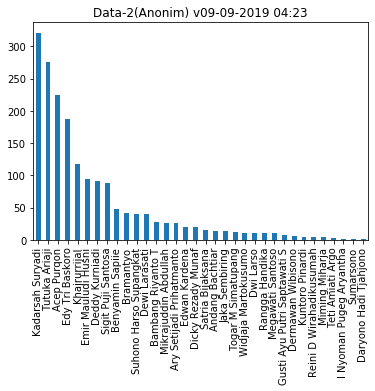 Data-2(Anonim) v09-09-2019 04:23
300
250
200
150
100
50
0
Kadarsah Suryadi
Tutuka Ariaji
Acep Purqon
Edy Tri Baskoro
Khairurrijal
Emir Mauludi Husni
Deddy Kurniadi
Sigit Puji Santosa
Benyamin Sapiie
Bramantyo
Suhono Harso Supangkat
Dewi Larasati
Bambang Riyanto T
Mikrajuddin Abdullah
Ary Setijadi Prihatmanto
Edwan Kardena
Dicky Rezady Munaf
Satria Bijaksana
Andang Bachtiar
Jaka Sembiring
Togar M Simatupang
Widjaja Martokusumo
Dwi Larso
Rangga Handika
Megawati Santoso
Gusti Ayu Putri Saptawati S
Dermawan Wibisono
Kuntoro Pinardi
Reini D Wirahadikusumah
Miming Miharja
Teti Amliati Argo
I Nyoman Pugeg Aryantha
Sumarsono
Daryono Hadi Tjahjono